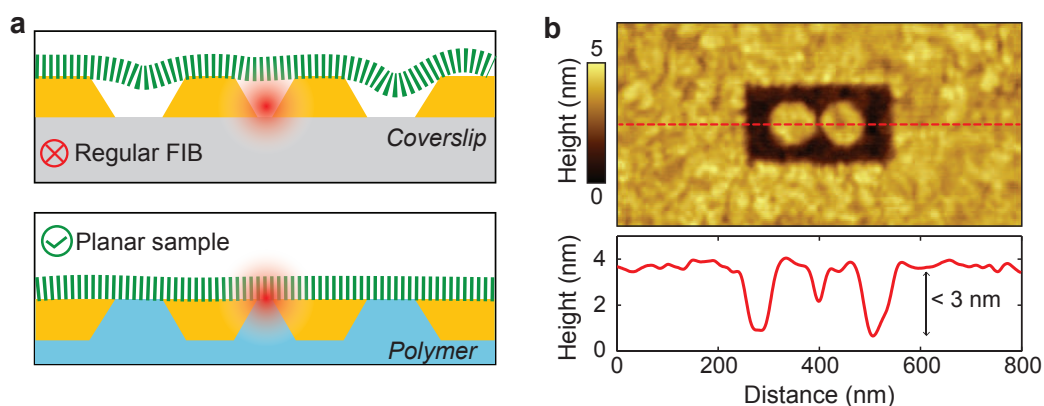 a
Regular FIB
Coverslip
Planar sample
Polymer
b
Height (nm)
5
0
Height (nm)
4
2
0
< 3 nm
0 200 400 600 800
Distance (nm)